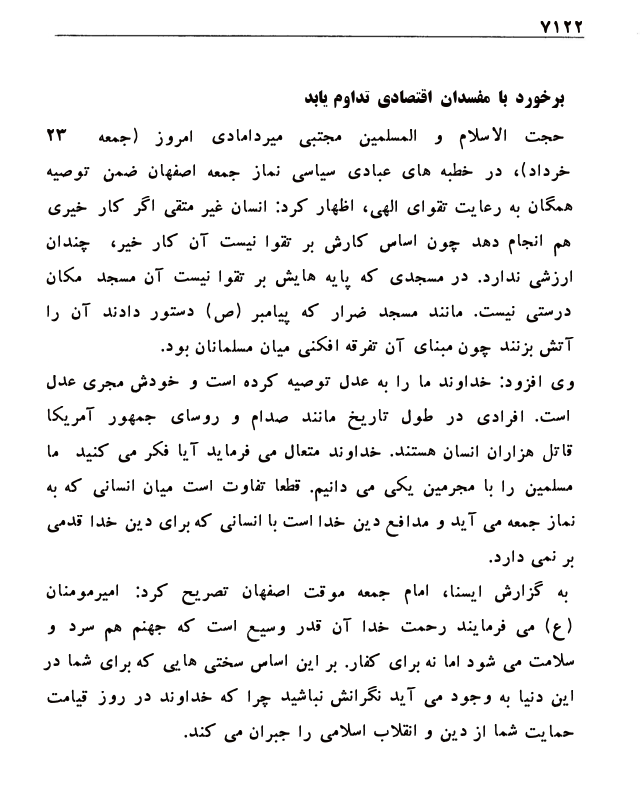 ۷۱۲۲
برخورد با مفسدان اقتصادی تداوم یابد
حجت الاسلام و المسلمین مجتبی میردامادی امروز (جمعه ۲۳
خرداد)، در خطبه های عبادی سیاسی نماز جمعه اصفهان ضمن توصیه
همگان به رعایت تقوای الهی، اظهار کرد: انسان غیر متقی اگر کار خیری
هم انجام دهد چون اساس کارش بر تقوا نیست آن کار خیر، چندان
ارزشی ندارد. در مسجدی که پایه هایش بر تقوا نیست آن مسجد مکان
درستی نیست. مانند مسجد ضرار که پیامبر (ص) دستور دادند آن را
آتش بزنند چون مبنای آن تفرقه افکنی میان مسلمانان بود.
وی افزود: خداوند ما را به عدل توصیه کرده است و خودش مجری عدل
است. افرادی در طول تاریخ مانند صدام و روسای جمهور آمریکا
قاتل هزاران انسان هستند. خداوند متعال می فرماید آیا فکر می کنید ما
مسلمین را با مجرمین یکی می دانیم. قطعا تفاوت است میان انسانی که به
نماز جمعه می آید و مدافع دین خدا است با انسانی که برای دین خدا قدمی
بر نمی دارد.
به گزارش ایسنا، امام جمعه موقت اصفهان تصریح کرد: امیرمومنان
(ع) می فرمایند رحمت خدا آن قدر وسیع است که جهنم هم سرد و
سلامت می شود اما نه برای کفار. بر این اساس سختی هایی که برای شما در
این دنیا به وجود می آید نگرانش نباشید چرا که خداوند در روز قیامت
حمایت شما از دین و انقلاب اسلامی را جبران می کند.